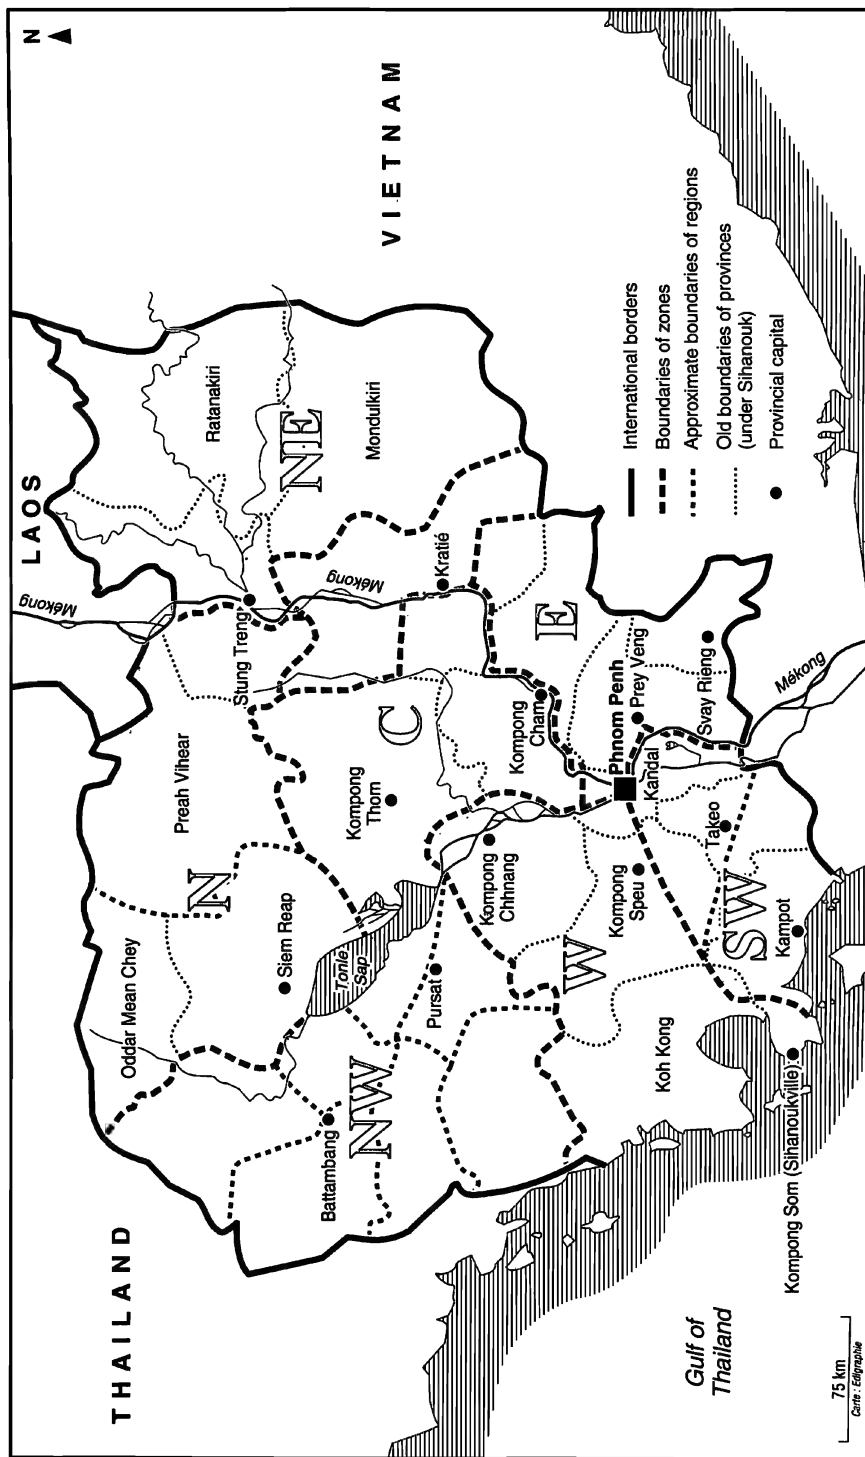 N
LAOS
THAILAND
VIETNAM
Mékong
Oddar Mean Chey
Preah Vihear
Stung Treng
Ratanakiri
N
NE
Siem Reap
Mondulkiri
Battambang
NW
Tonle
Sap
Kompong
Thom
C
Mékong
Kratié
Pursat
Kompong
Chhnang
Kompong
Cham
E
W
Koh Kong
Kompong
Speu
Phnom Penh
Kandal
Prey Veng
Takeo
Svay Rieng
SW
Kampot
Mékong
Kompong Som (Sihanoukville)
Gulf of
Thailand
International borders
Boundaries of zones
Approximate boundaries of regions
Old boundaries of provinces
(under Sihanouk)
Provincial capital
75 km
Carte : Edigraphie